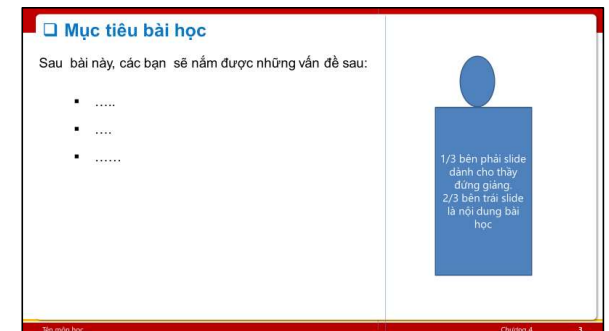 ❑ Mục tiêu bài học
Sau bài này, các bạn sẽ nắm được những vấn đề sau:
▪ …..
▪ ….
▪ ……
1/3 bên phải slide
dành cho thầy
đứng giảng.
2/3 bên trái slide
là nội dung bài
học
Tên môn học
Chương 4
3